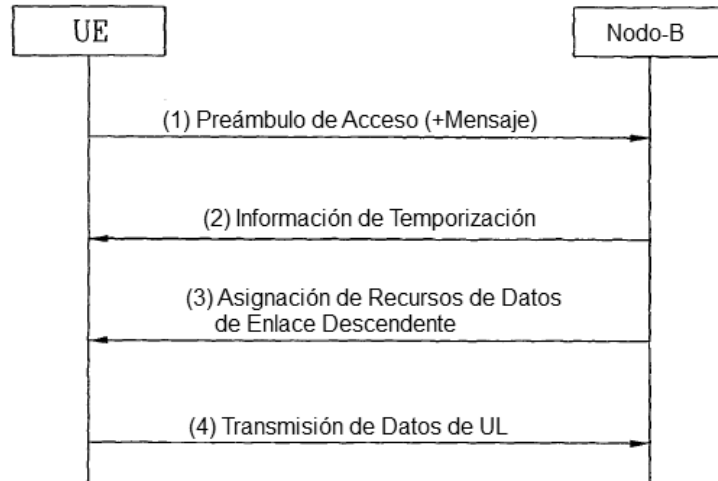 UE
Nodo-B
(1) Preámbulo de Acceso (+Mensaje)
(2) Información de Temporización
(3) Asignación de Recursos de Datos
de Enlace Descendente
(4) Transmisión de Datos de UL